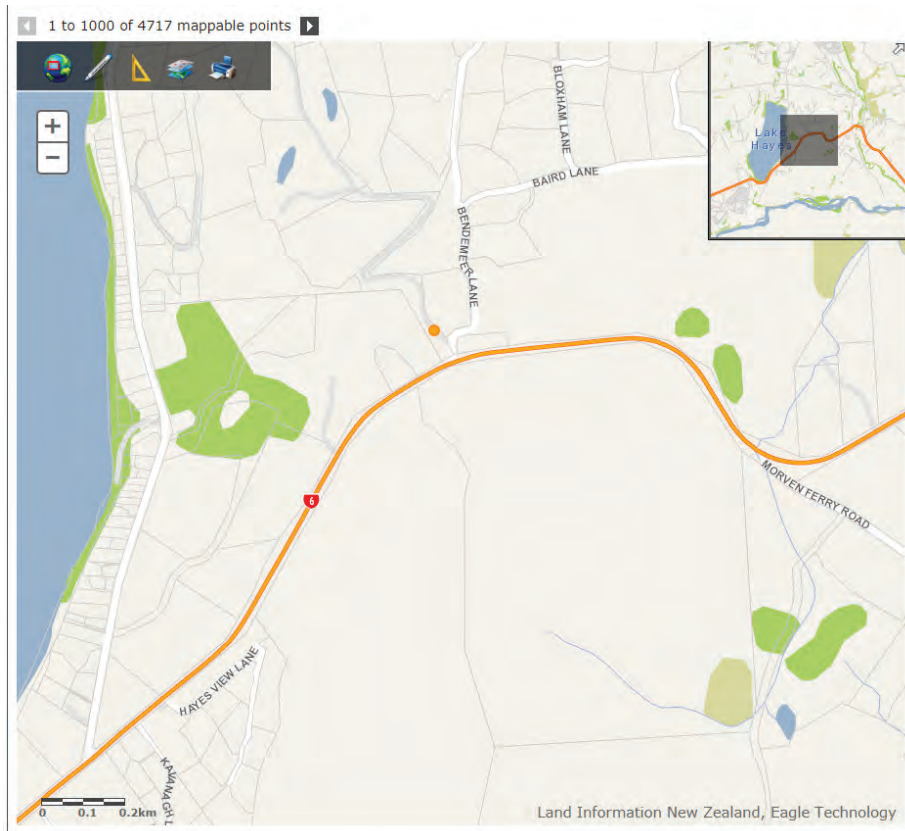 1 to 1000 of 4717 mappable points
Lake
Hayes
BLOXHAM LANE
BAIRD LANE
BENDEMEER LANE
6
MORVEN FERRY ROAD
HAYES VIEW LANE
KAVANAGH L
0 0.1 0.2km
Land Information New Zealand, Eagle Technology